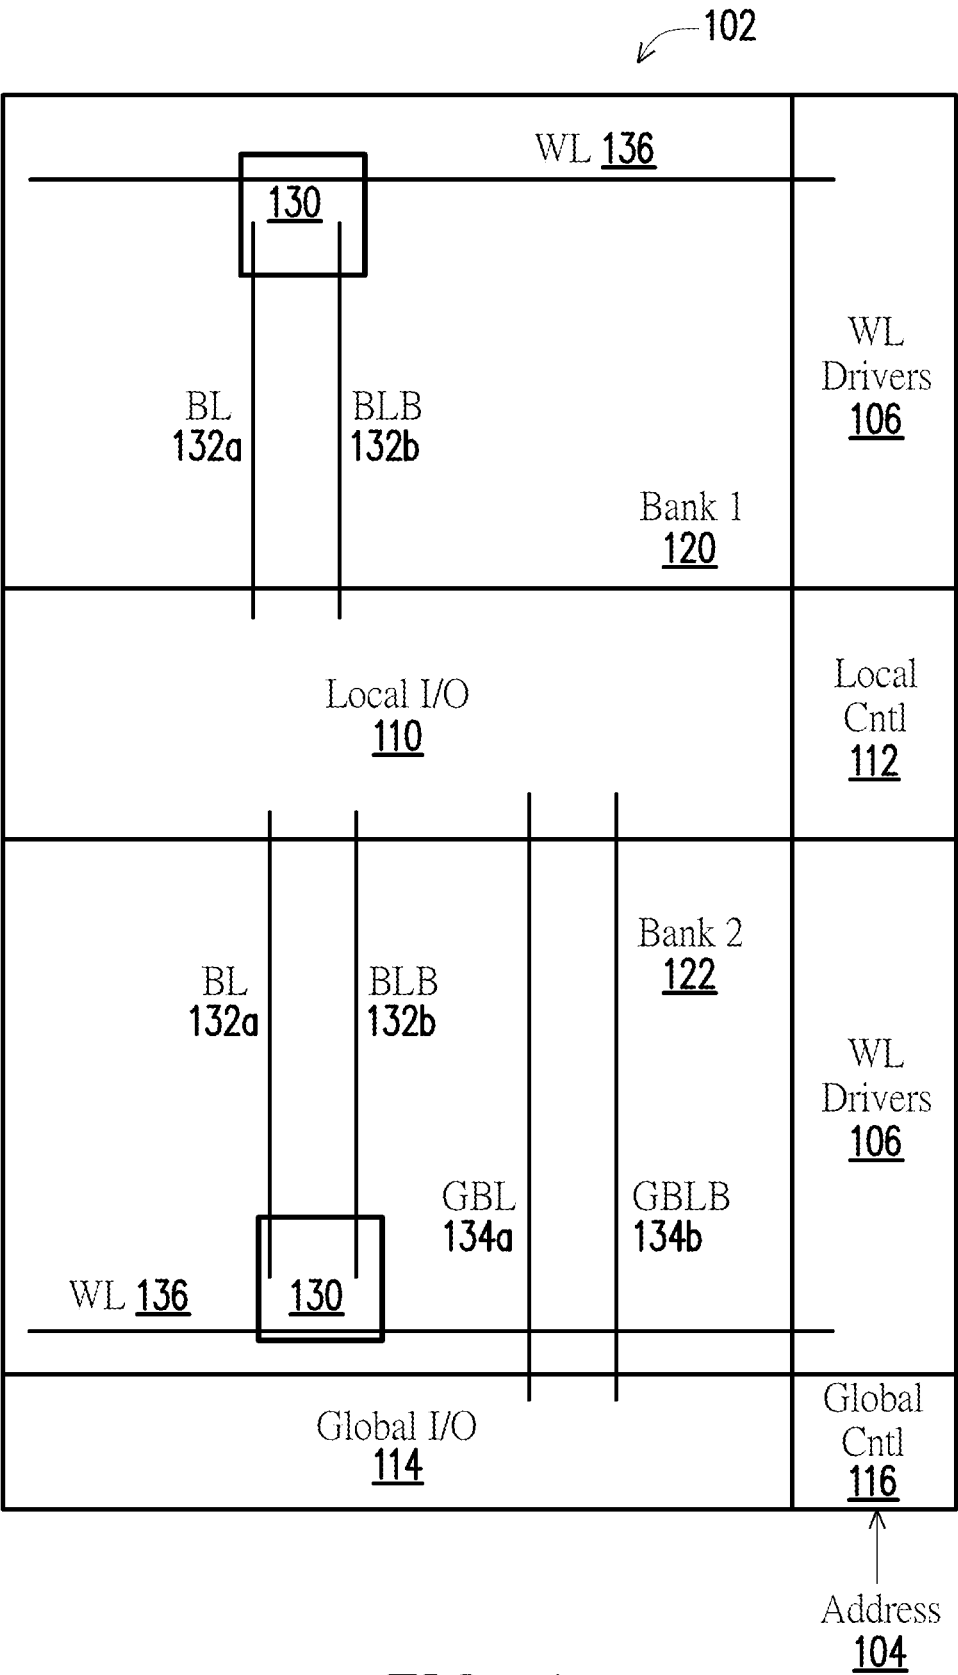 102
WL 136
130
WL
Drivers
106
BL
132a
BLB
132b
Bank 1
120
Local I/O
110
Local
Cntl
112
Bank 2
122
BL
132a
BLB
132b
WL
Drivers
106
GBL
134a
GBLB
134b
WL 136
130
Global I/O
114
Global
Cntl
116
Address
104